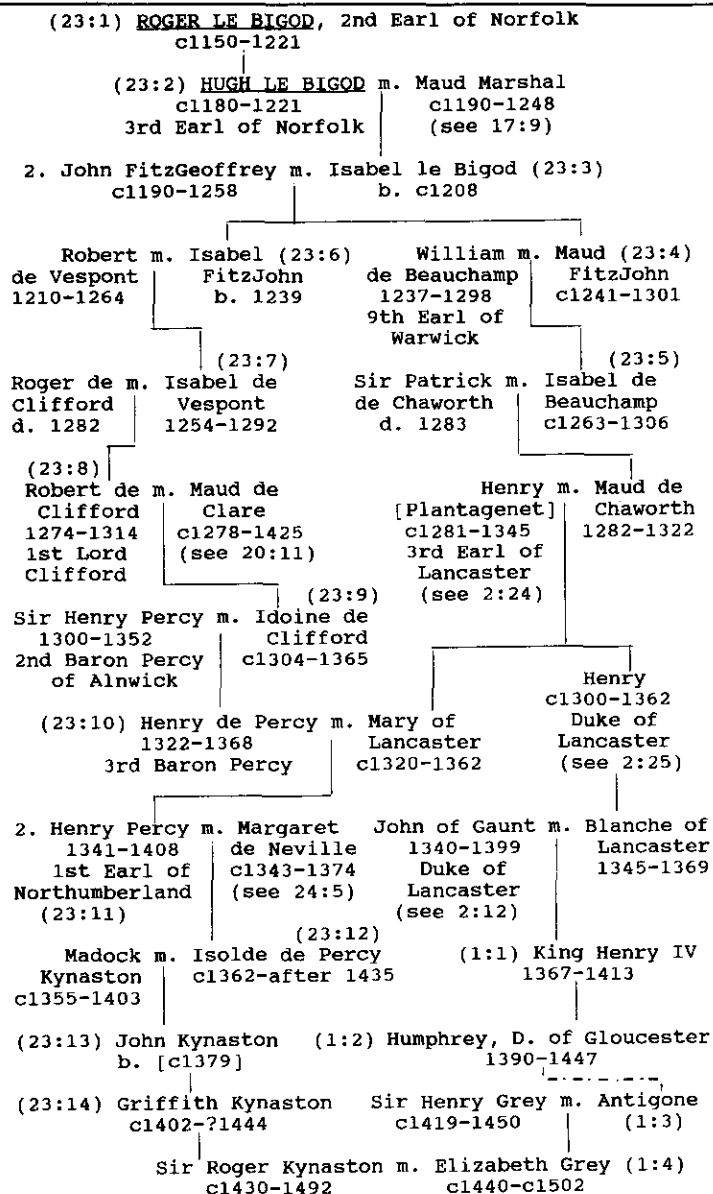 (23:1) ROGER LE BIGOD, 2nd Earl of Norfolk
c1150-1221
(23:2) HUGH LE BIGOD m. Maud Marshal
c1180-1221 c1190-1248
3rd Earl of Norfolk (see 17:9)
2. John FitzGeoffrey m. Isabel le Bigod (23:3)
c1190-1258 b. c1208
Robert m. Isabel (23:6) William m. Maud (23:4)
de Vespont FitzJohn de Beauchamp FitzJohn
1210-1264 b. 1239 1237-1298 c1241-1301
9th Earl of
Warwick
(23:7) (23:5)
Roger de m. Isabel de Sir Patrick m. Isabel de
Clifford Vespont de Chaworth Beauchamp
d. 1282 1254-1292 d. 1283 c1263-1306
(23:8)
Robert de m. Maud de Henry m. Maud de
Clifford Clare [Plantagenet] Chaworth
1274-1314 c1278-1425 c1281-1345 1282-1322
1st Lord (see 20:11) 3rd Earl of
Clifford Lancaster
(23:9) (see 2:24)
Sir Henry Percy m. Idoine de
1300-1352 Clifford
2nd Baron Percy c1304-1365
of Alnwick Henry
c1300-1362
(23:10) Henry de Percy m. Mary of Duke of
1322-1368 Lancaster Lancaster
3rd Baron Percy c1320-1362 (see 2:25)
2. Henry Percy m. Margaret John of Gaunt m. Blanche of
1341-1408 de Neville 1340-1399 Lancaster
1st Earl of c1343-1374 Duke of 1345-1369
Northumberland (see 24:5) Lancaster
(23:11) (see 2:12)
(23:12)
Madock m. Isolde de Percy (1:1) King Henry IV
Kynaston c1362-after 1435 1367-1413
c1355-1403
(23:13) John Kynaston (1:2) Humphrey, D. of Gloucester
b. [c1379] 1390-1447
(23:14) Griffith Kynaston Sir Henry Grey m. Antigone
c1402-?1444 c1419-1450 (1:3)
Sir Roger Kynaston m. Elizabeth Grey (1:4)
c1430-1492 c1440-c1502